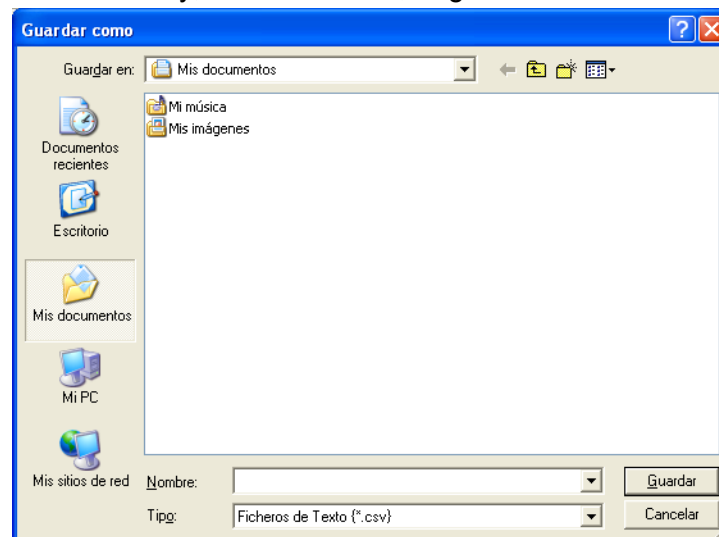 Guardar como
Guardar en:
Mis documentos
Mi música
Mis imágenes
Documentos
recientes
Escritorio
Mis documentos
Mi PC
Mis sitios de red
Nombre:
Guardar
Tipo:
Ficheros de Texto {*.csv}
Cancelar